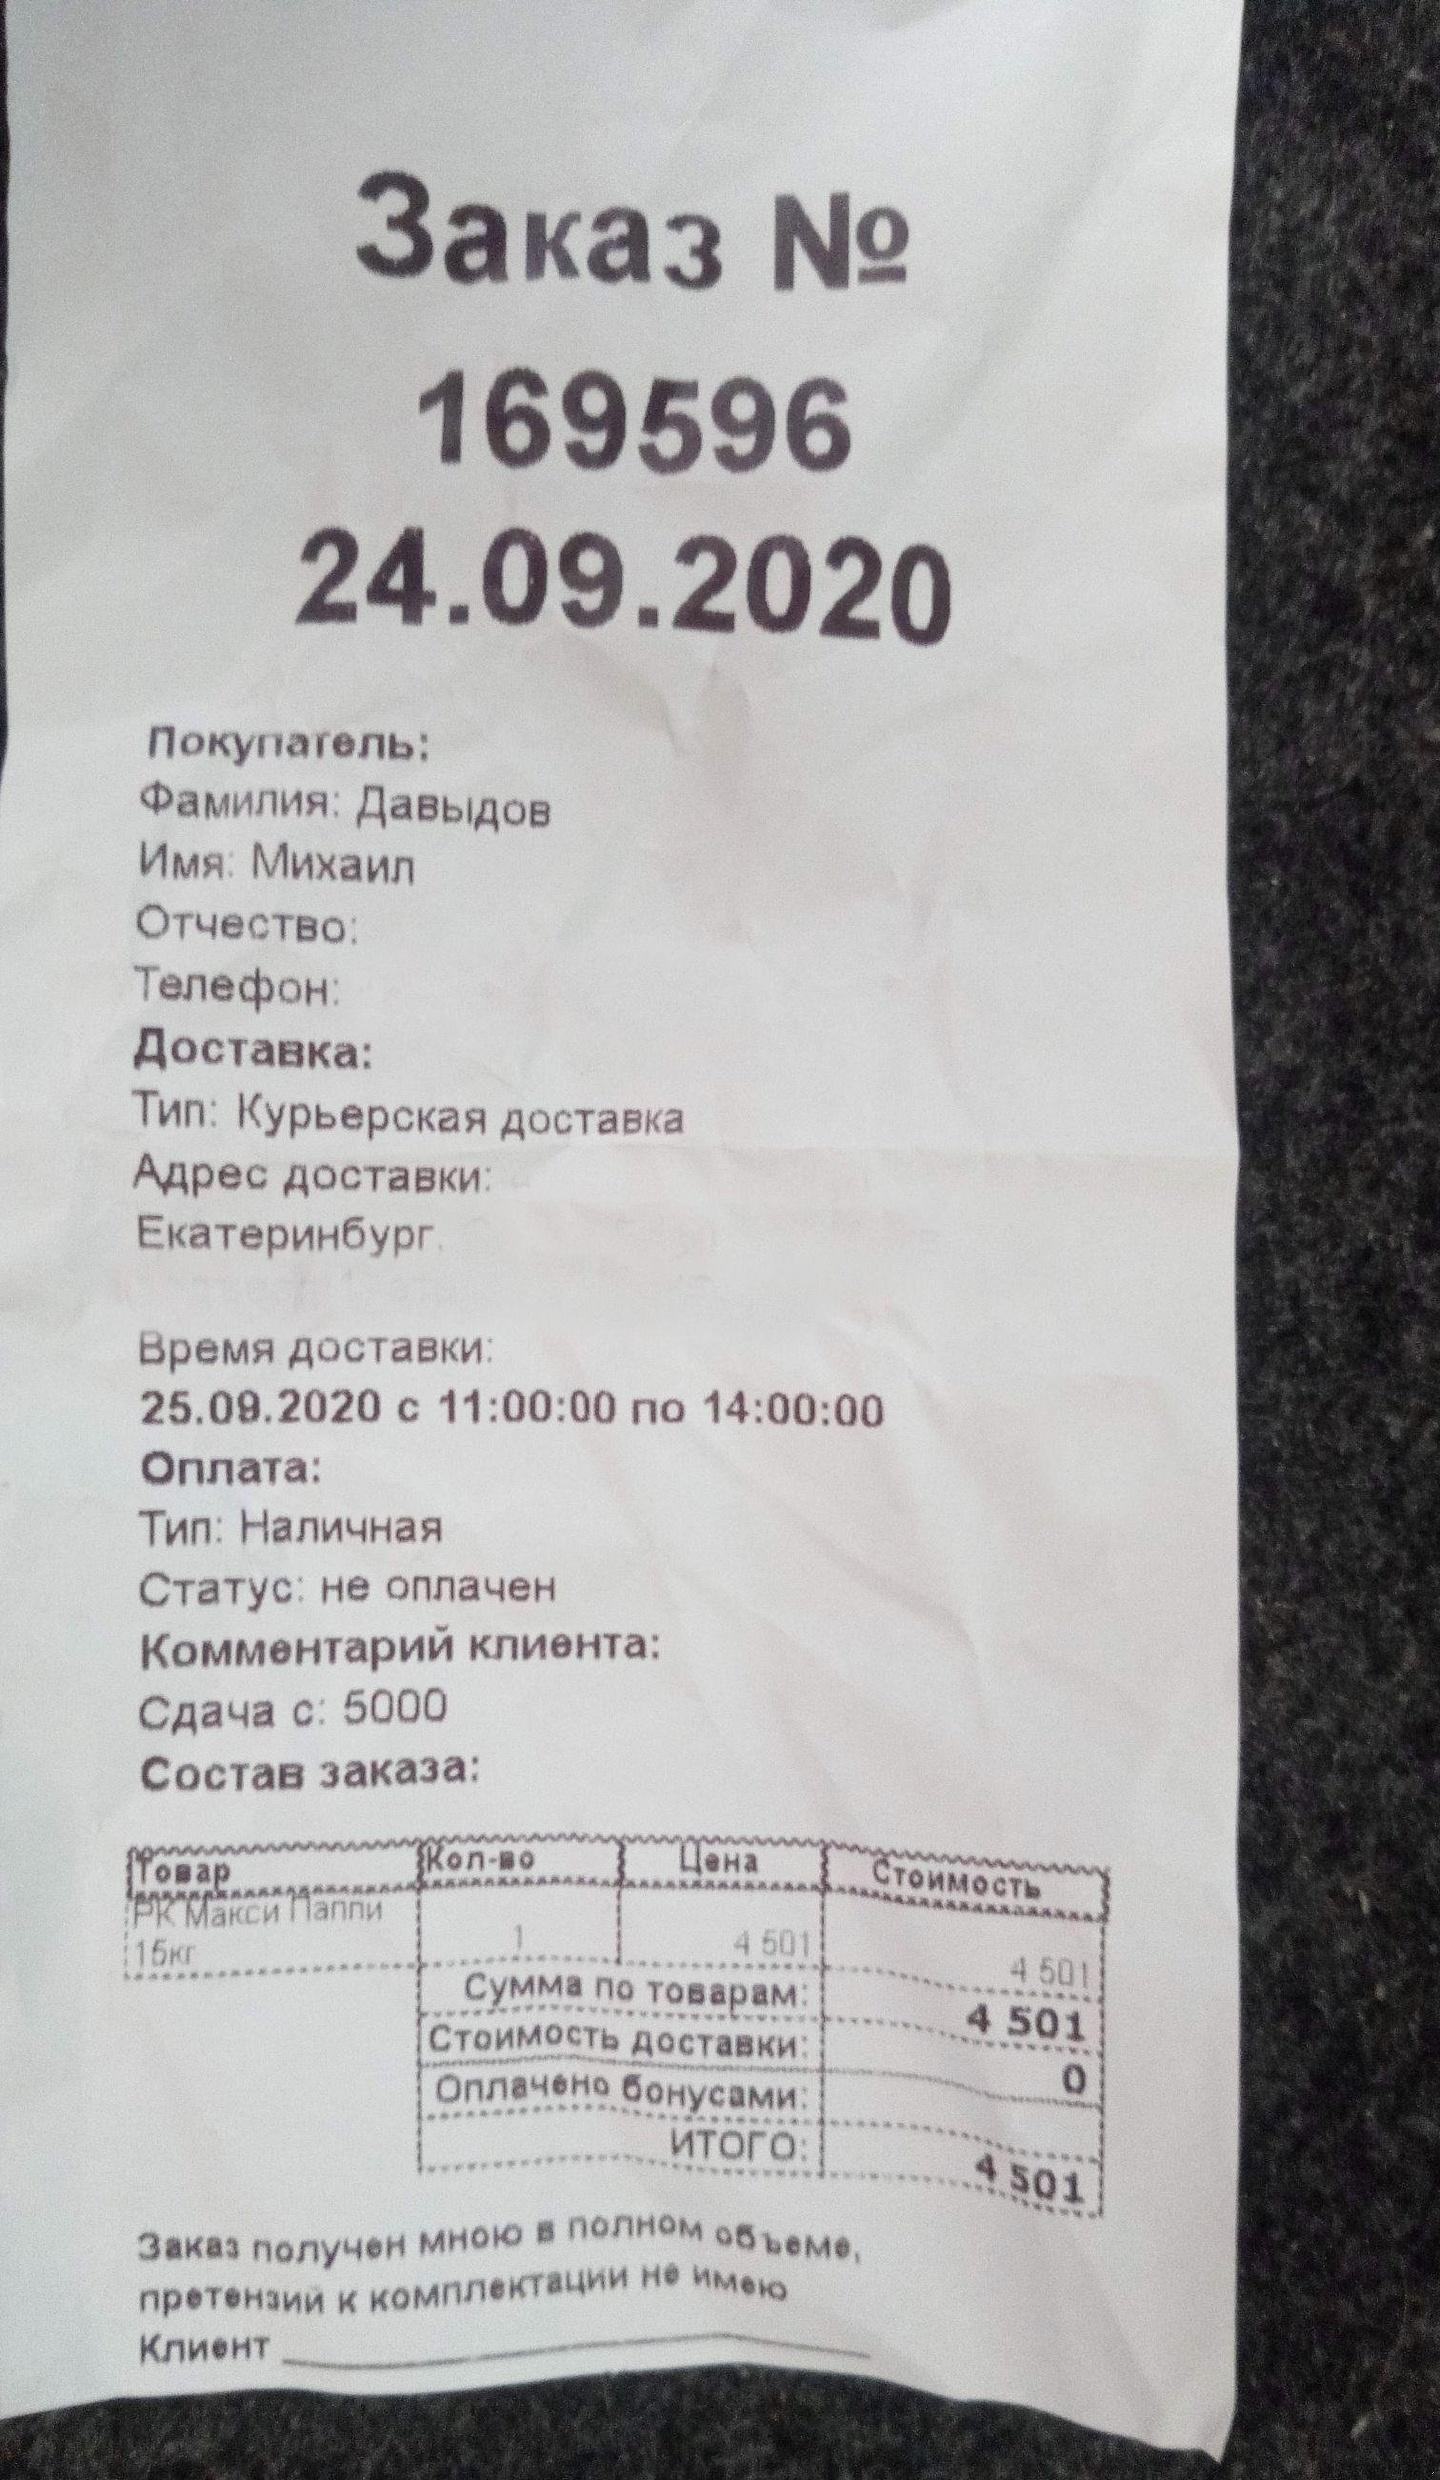 Заказ №
169596
24.09.2020
Покупатель:
Фамилия: Давыдов
Имя: Михаил
Отчество:
Телефон:
Доставка:
Тип: Курьерская доставка
Адрес доставки:
Екатеринбург.
Время доставки:
25.09.2020 с 11:00:00 по 14:00:00
Оплата:
Тип: Наличная
Статус: не оплачен
Комментарий клиента:
Сдача с: 5000
Состав заказа:
Товар Кол-во Цена Стоимость
РК Макси Паппи
15кг 1 4 501 4 501
Сумма по товарам: 4 501
Стоимость доставки: 0
Оплачено бонусами:
ИТОГО: 4 501
Заказ получен мною в полном объеме,
претензий к комплектации не имею
Клиент